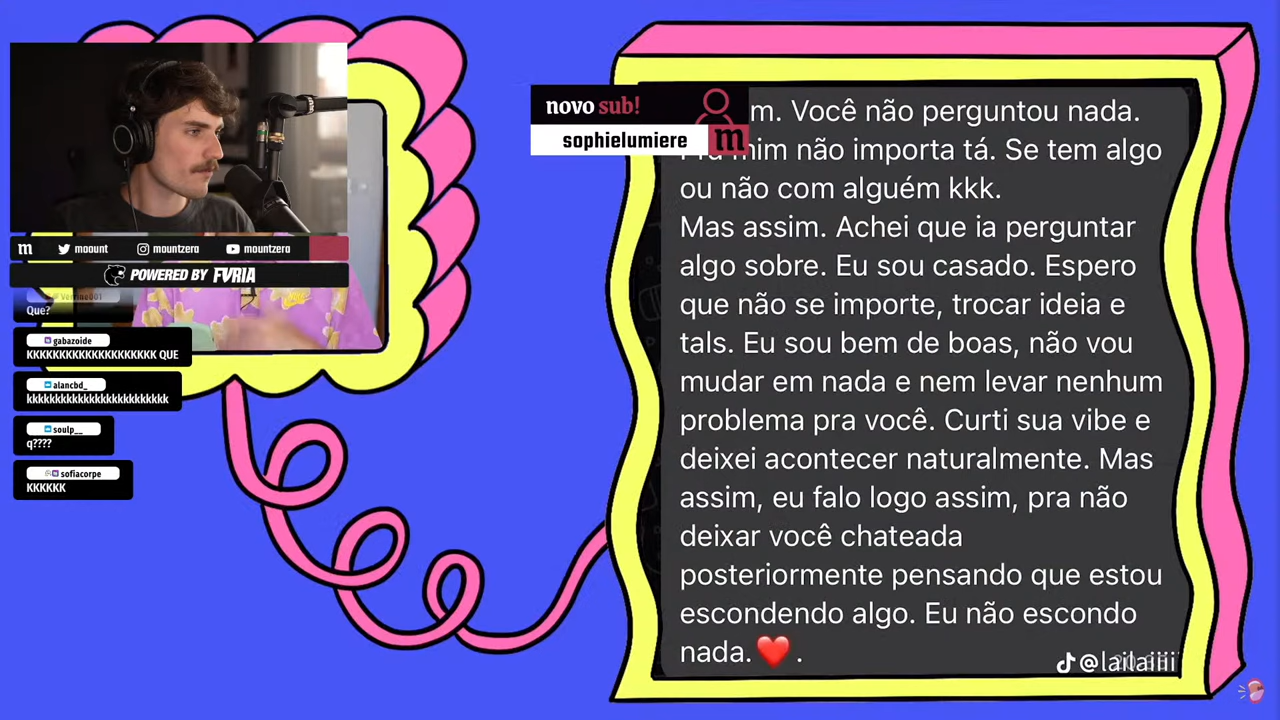 novo sub!
sophielumiere
m
m. Você não perguntou nada.
mim não importa tá. Se tem algo
ou não com alguém kkk.
Mas assim. Achei que ia perguntar
algo sobre. Eu sou casado. Espero
que não se importe, trocar ideia e
tals. Eu sou bem de boas, não vou
mudar em nada e nem levar nenhum
problema pra você. Curti sua vibe e
deixei acontecer naturalmente. Mas
assim, eu falo logo assim, pra não
deixar você chateada
posteriormente pensando que estou
escondendo algo. Eu não escondo
nada.❤️ .
@lailaiiii
m moount mountzera mountzera
POWERED BY FVRIA
Que?
gabazoide
KKKKKKKKKKKKKKKKKKKK QUE
alancbd_
kkkkkkkkkkkkkkkkkkkkkkkkkk
soulp__
q????
sofiacorpe
KKKKKK